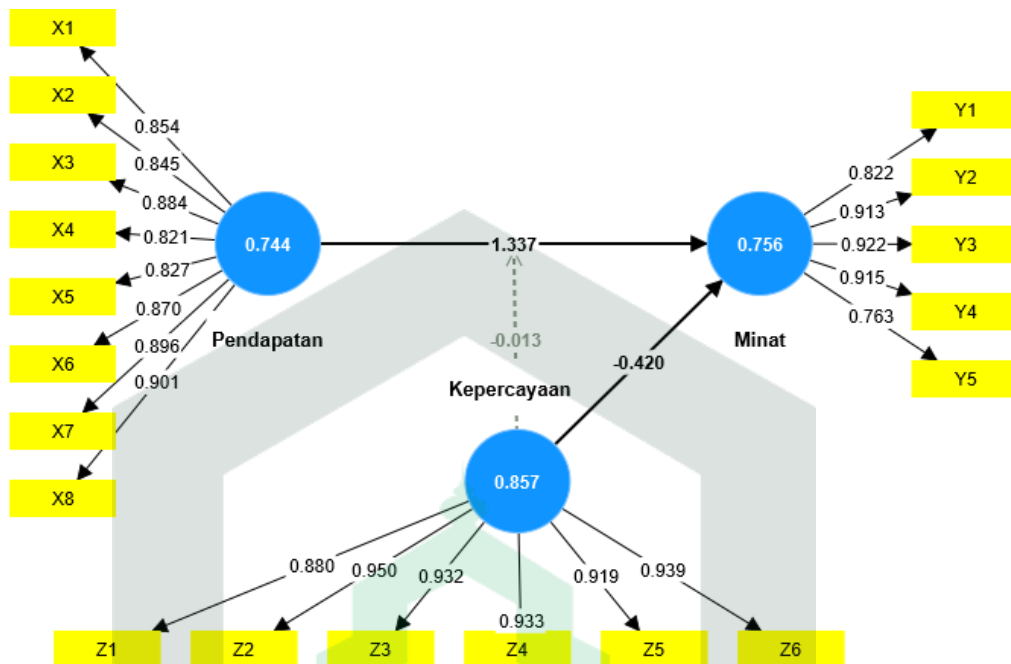 X1
X2
X3
X4
X5
X6
X7
X8
0.854
0.845
0.884
0.821
0.827
0.870
0.896
0.901
0.744
Pendapatan
1.337
-0.013
Kepercayaan
-0.420
0.857
0.756
Minat
0.822
0.913
0.922
0.915
0.763
Y1
Y2
Y3
Y4
Y5
0.880
0.950
0.932
0.933
0.919
0.939
Z1
Z2
Z3
Z4
Z5
Z6